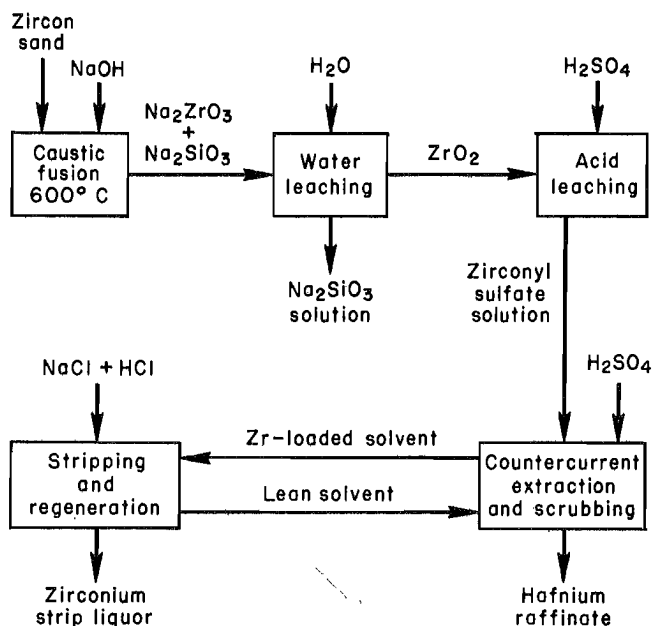 Zircon
sand
NaOH
Caustic
fusion
600° C
Na₂ZrO₃
+
Na₂SiO₃
H₂O
Water
leaching
ZrO₂
H₂SO₄
Acid
leaching
Na₂SiO₃
solution
Zirconyl
sulfate
solution
NaCl + HCl
H₂SO₄
Stripping
and
regeneration
Zr-loaded solvent
Lean solvent
Countercurrent
extraction
and scrubbing
Zirconium
strip liquor
Hafnium
raffinate